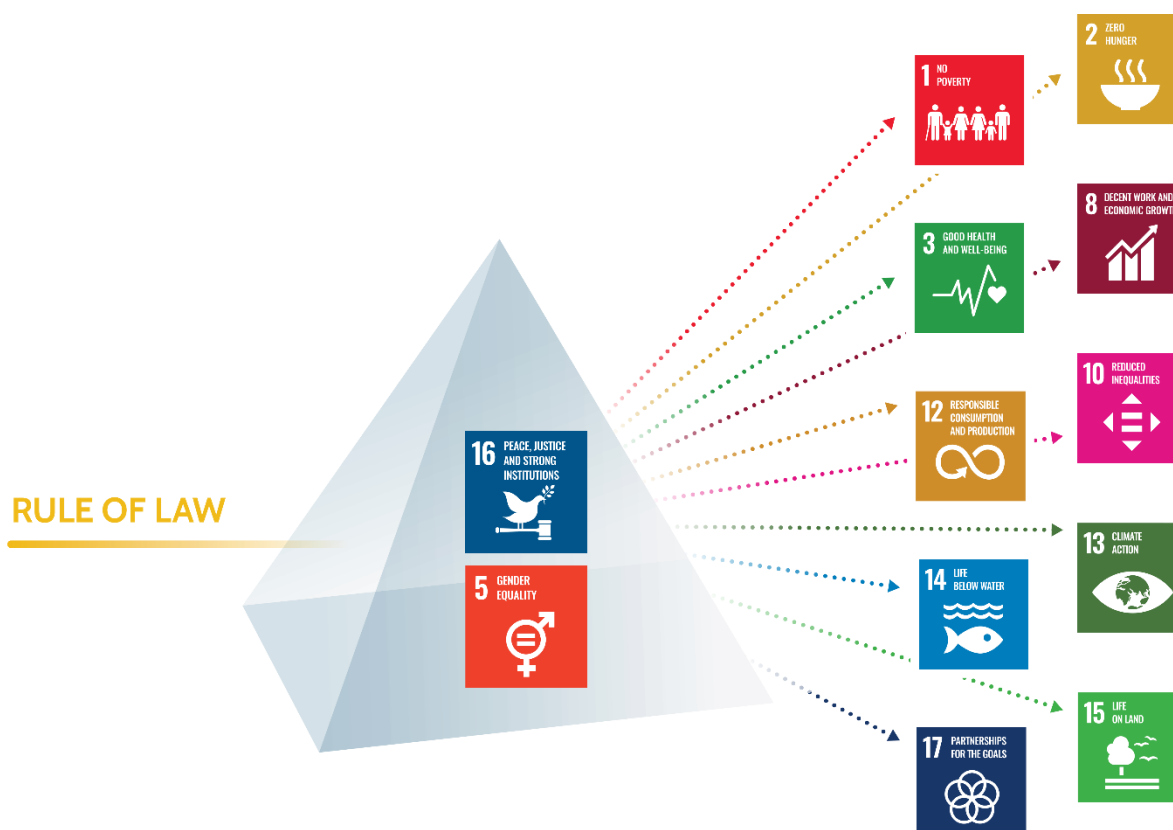 RULE OF LAW
16 PEACE, JUSTICE
AND STRONG
INSTITUTIONS
5 GENDER
EQUALITY
1 NO
POVERTY
2 ZERO
HUNGER
3 GOOD HEALTH
AND WELL-BEING
8 DECENT WORK AND
ECONOMIC GROWTH
12 RESPONSIBLE
CONSUMPTION
AND PRODUCTION
10 REDUCED
INEQUALITIES
13 CLIMATE
ACTION
14 LIFE
BELOW WATER
15 LIFE
ON LAND
17 PARTNERSHIPS
FOR THE GOALS